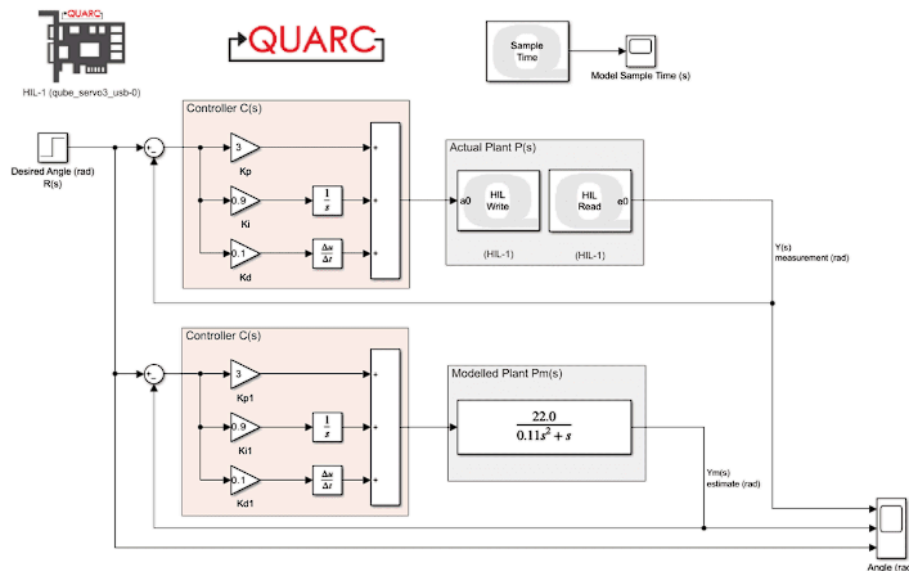 QUARC
HIL-1 (qube_servo3_usb-0)
QUARC
Sample
Time
Model Sample Time (s)
Desired Angle (rad)
R(s)
Controller C(s)
3
Kp
0.9
Ki
1
s
0.1
Kd
Δu
Δt
Actual Plant P(s)
a0
HIL
Write
(HIL-1)
HIL
Read
e0
(HIL-1)
Y(s)
measurement (rad)
Controller C(s)
3
Kp1
0.9
Ki1
1
s
0.1
Kd1
Δu
Δt
Modelled Plant Pm(s)
22.0
0.11s² + s
Ym(s)
estimate (rad)
Angle (rad